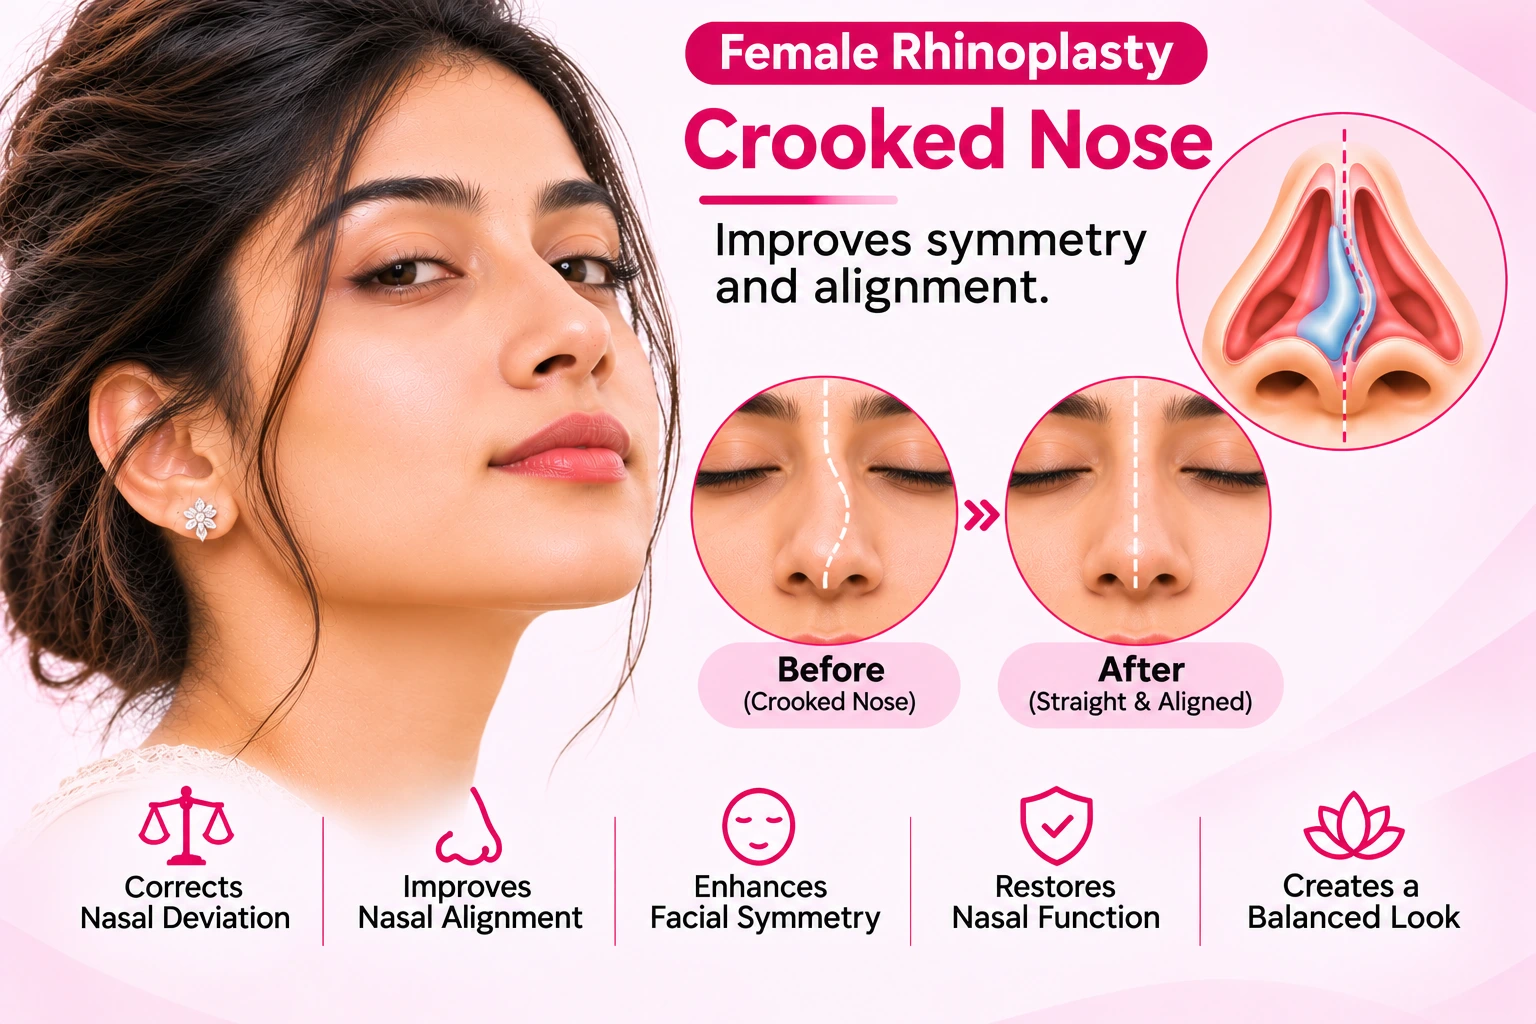 Female Rhinoplasty
Crooked Nose
Improves symmetry
and alignment.
Before
(Crooked Nose)
After
(Straight & Aligned)
Corrects
Nasal Deviation
Improves
Nasal Alignment
Enhances
Facial Symmetry
Restores
Nasal Function
Creates a
Balanced Look